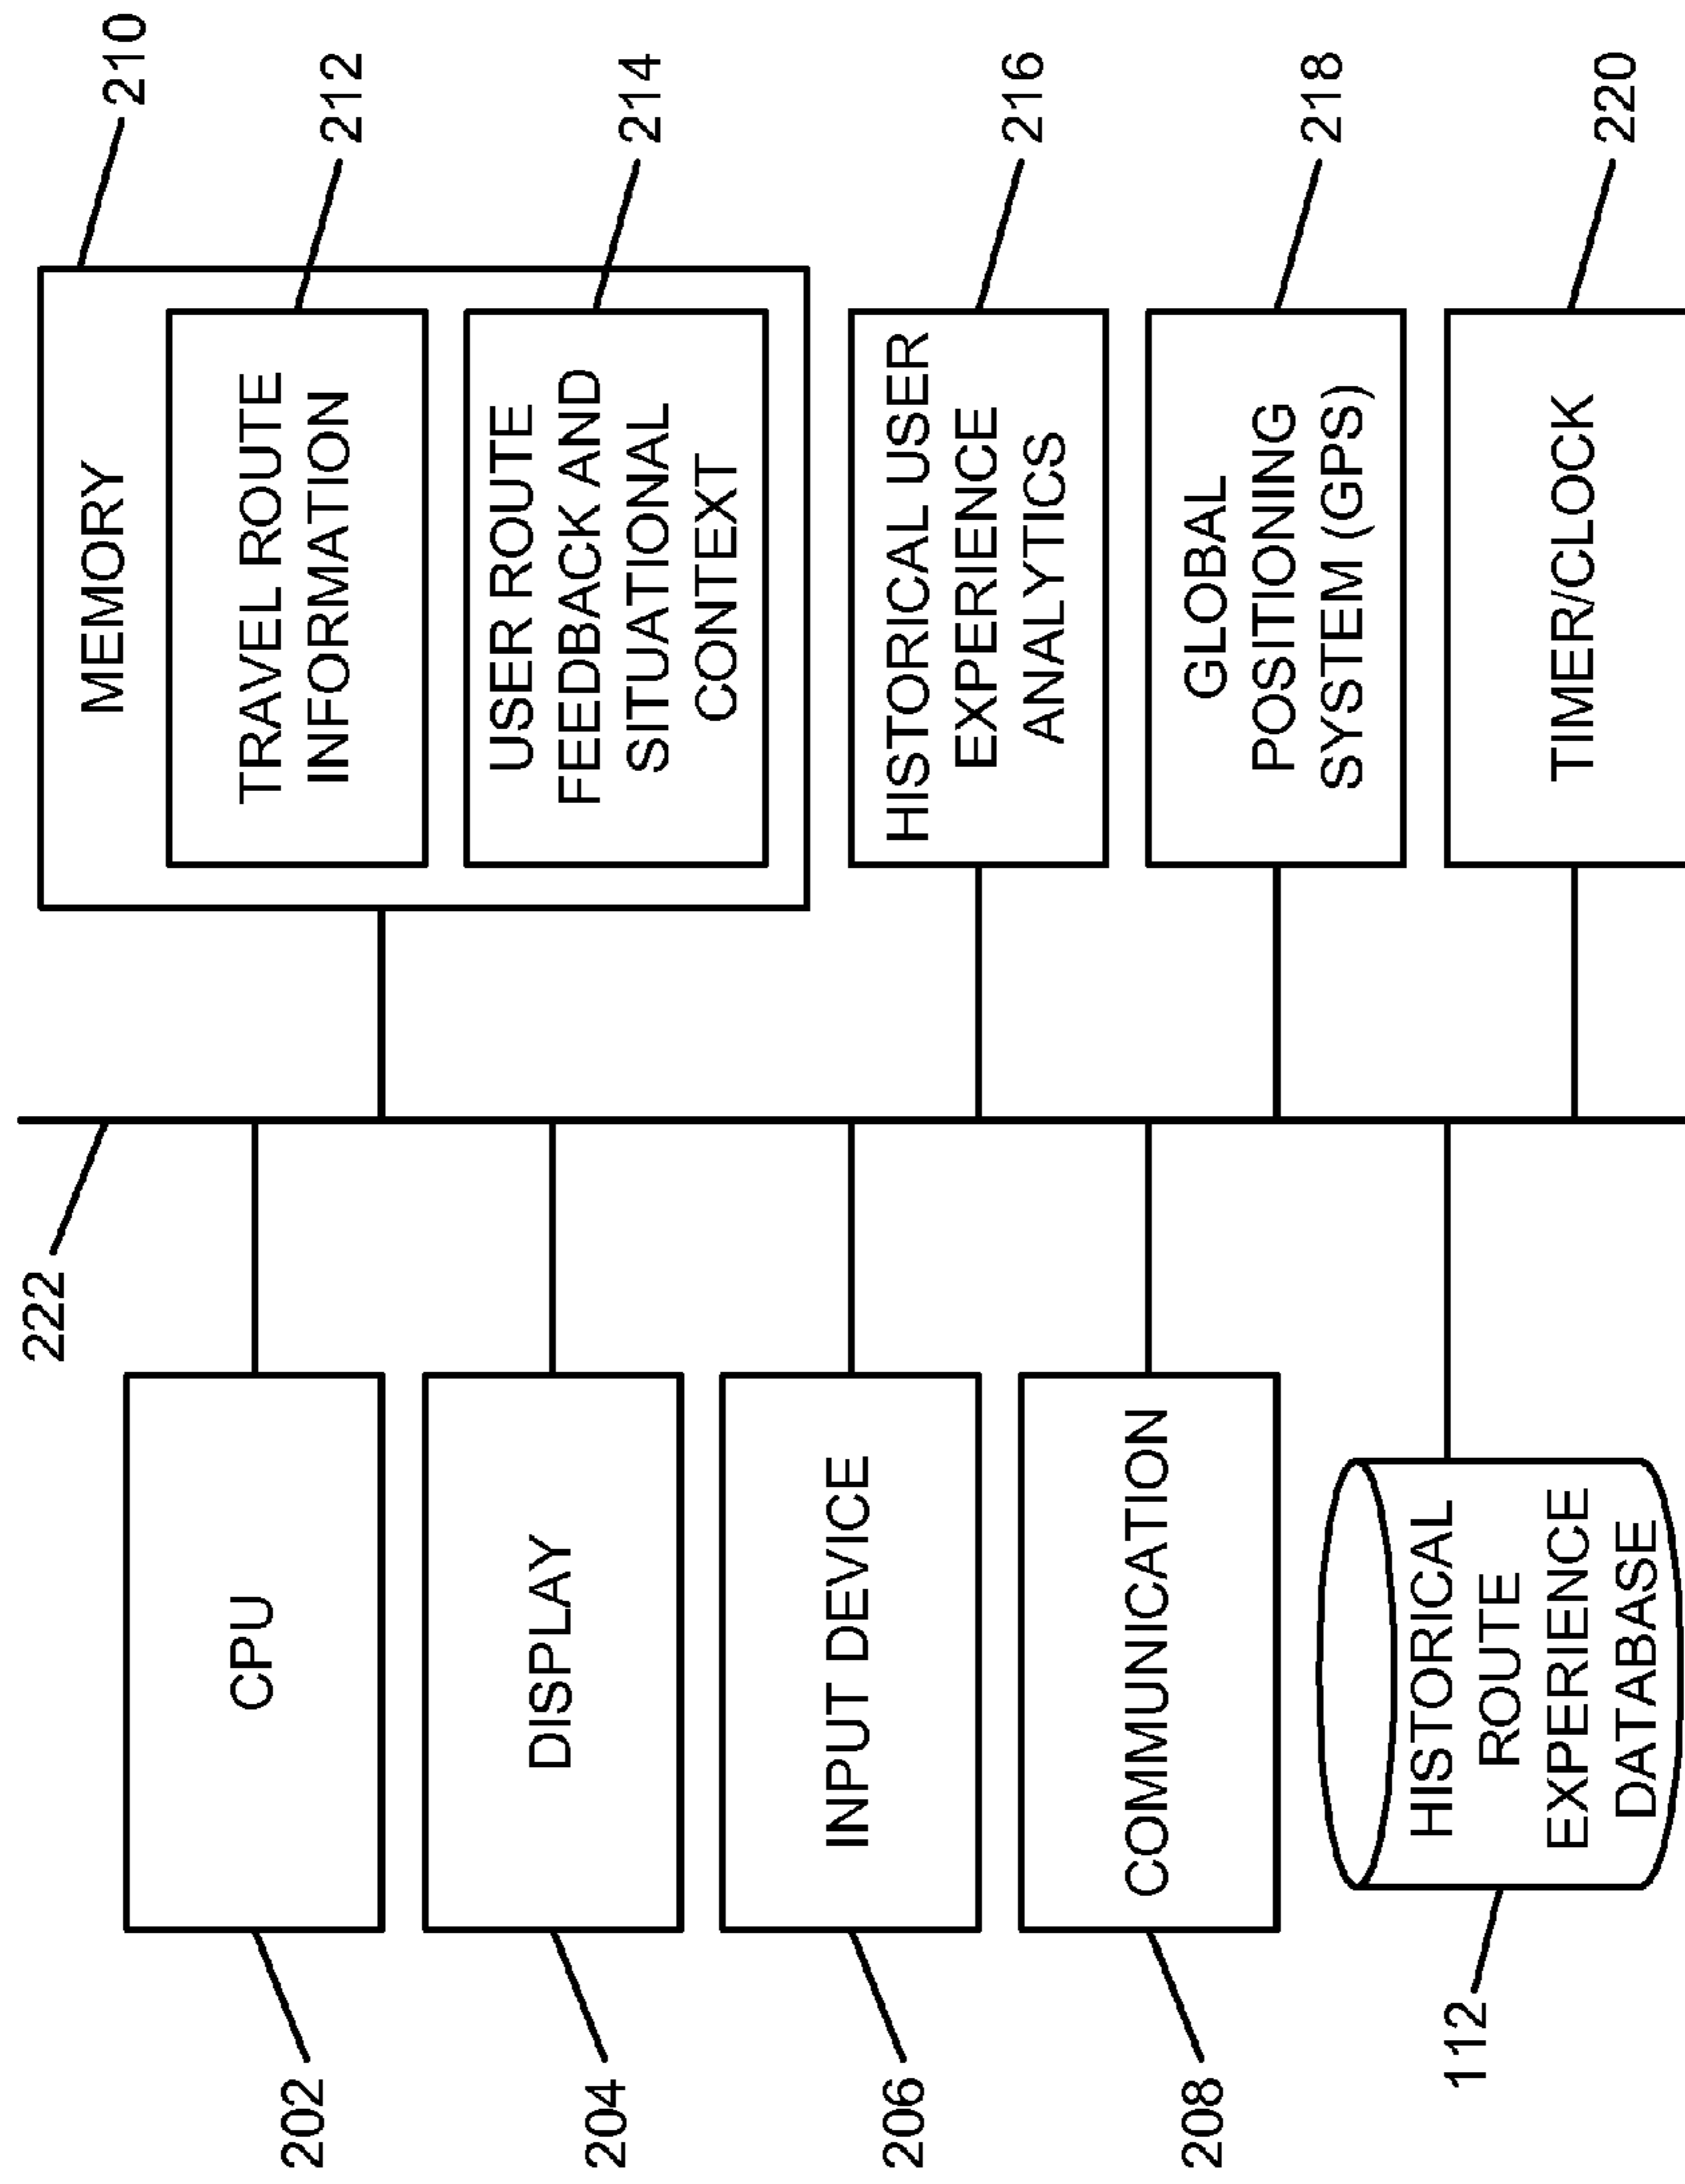 222
202
CPU
204
DISPLAY
206
INPUT DEVICE
208
COMMUNICATION
112
HISTORICAL
ROUTE
EXPERIENCE
DATABASE
210
MEMORY
212
TRAVEL ROUTE
INFORMATION
214
USER ROUTE
FEEDBACK AND
SITUATIONAL
CONTEXT
216
HISTORICAL USER
EXPERIENCE
ANALYTICS
218
GLOBAL
POSITIONING
SYSTEM (GPS)
220
TIMER/CLOCK